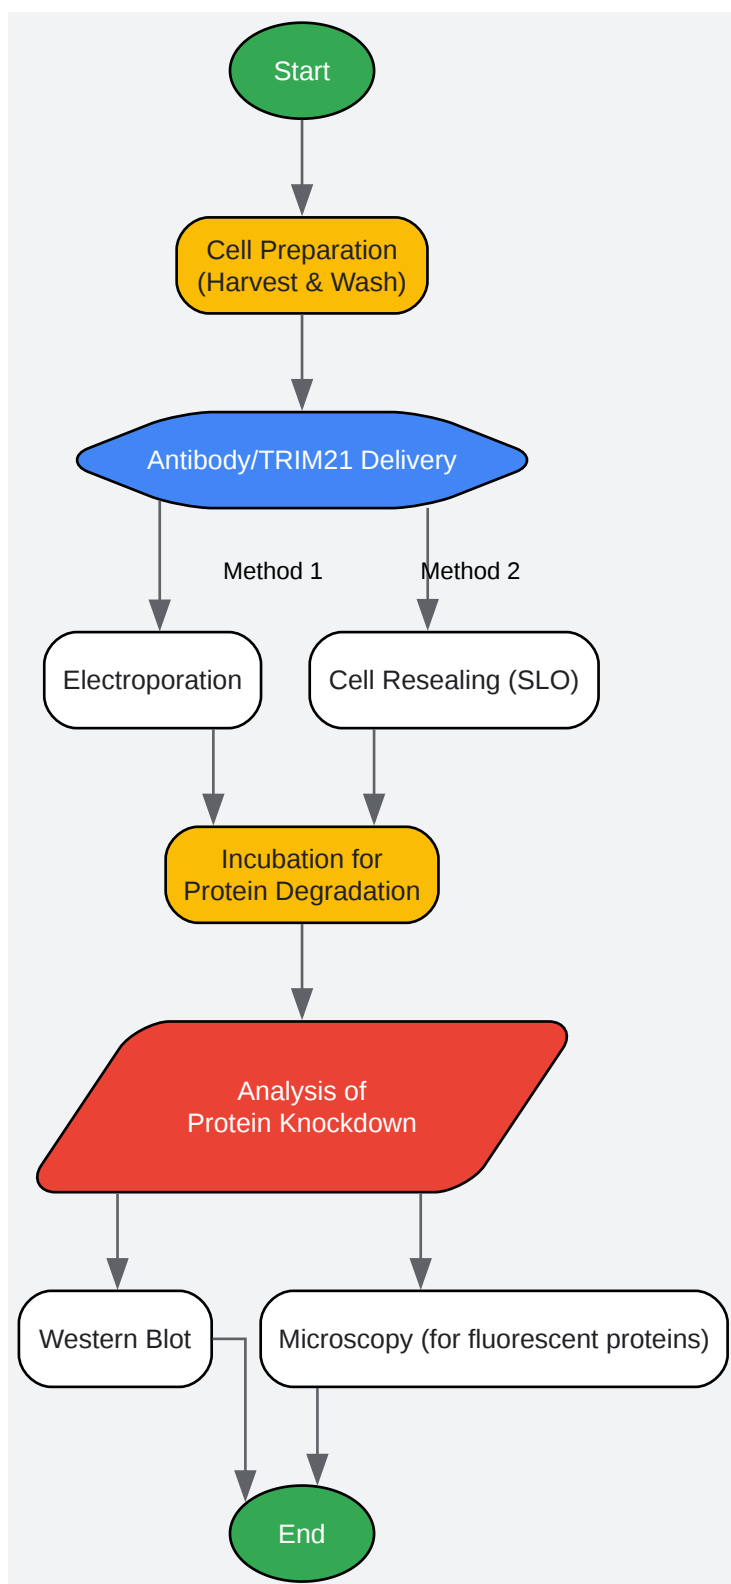 Start
Cell Preparation
(Harvest & Wash)
Antibody/TRIM21 Delivery
Method 1
Method 2
Electroporation
Cell Resealing (SLO)
Incubation for
Protein Degradation
Analysis of
Protein Knockdown
Western Blot
Microscopy (for fluorescent proteins)
End